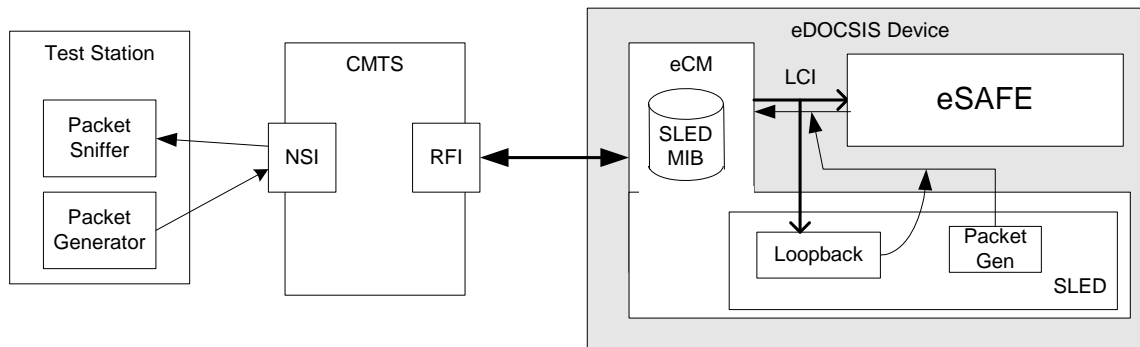 Test Station
Packet
Sniffer
Packet
Generator
CMTS
NSI
RFI
eDOCSIS Device
eCM
SLED
MIB
LCI
eSAFE
Loopback
Packet
Gen
SLED